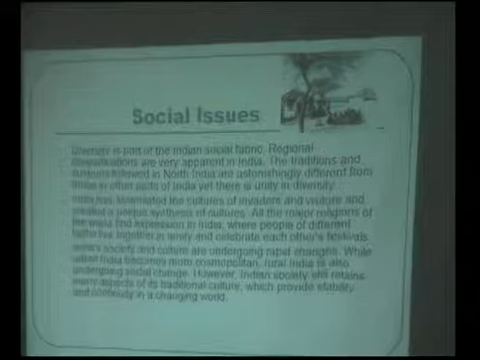 Social Issues
Diversity is part of the Indian social fabric. Regional
diversifications are very apparent in India. The traditions and
customs followed in North India are astonishingly different from
those in other parts of India yet there is unity in diversity.
India has assimilated the cultures of invaders and visitors and
created a unique synthesis of cultures. All the major religions of
the world find expression in India, where people of different
faiths live together in amity and celebrate each other's festivals
India's society and culture are undergoing rapid changes. While
urban India becomes more cosmopolitan, rural India is also
undergoing social change. However, Indian society still retains
many aspects of its traditional culture, which provide stability
and continuity in a changing world.